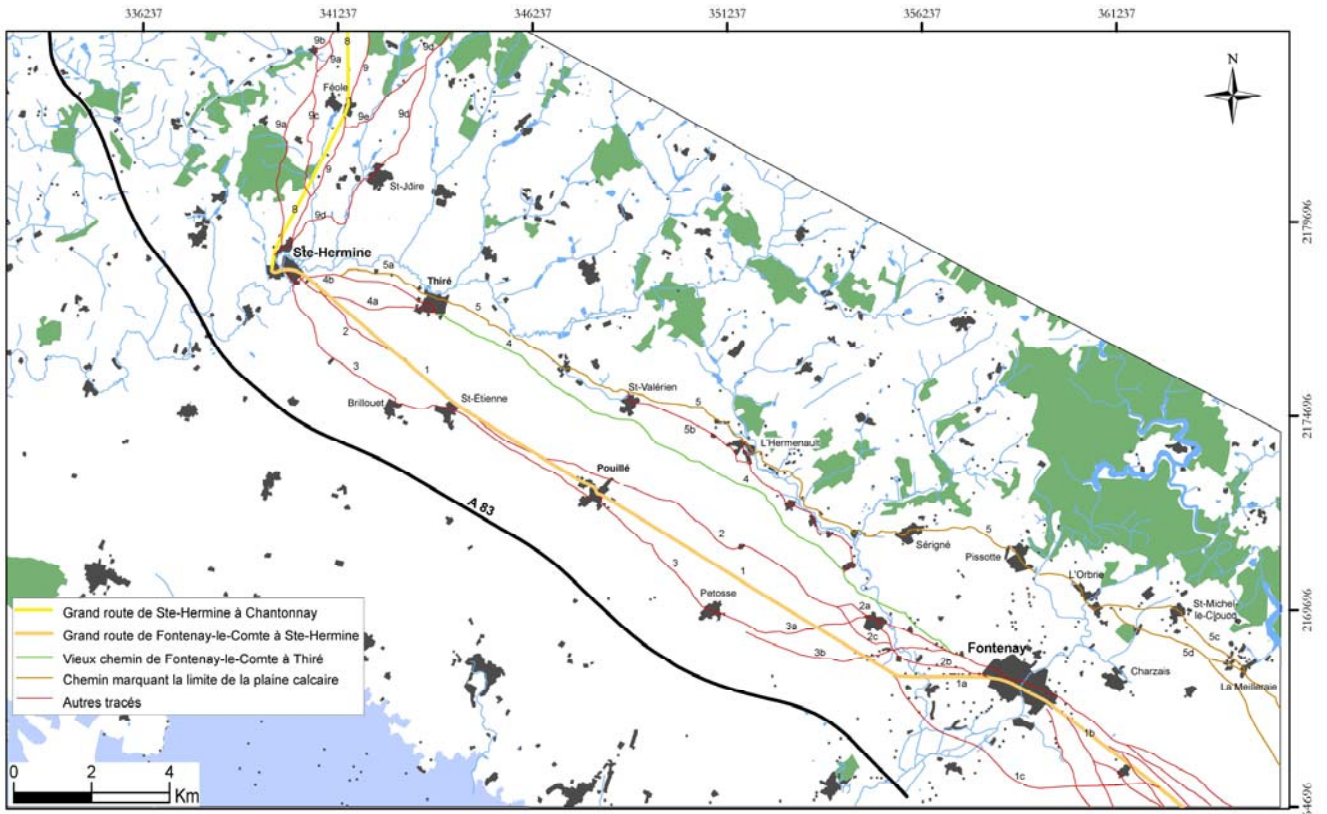 336237 341237 346237 351237 356237 361237
9b
8
9d
9a
9
N
Féole
9c
9e
9d
9a
9
St-Juire
8
9d
2179696
Ste-Hermine
5a
4b
Thiré
4a
5
2
4
1
3
St-Valérien
Brillouet
St-Etienne
5
2174696
5b
L'Hermenault
Pouillé
4
A 83
5
2
Sérigné
Pissotte
3
1
L'Orbrie
Petosse
2a
St-Michel-
le-Cloucq
2169696
3a
2c
5c
3b
Fontenay
5d
2b
Charzais
1a
La Meilleraie
1b
1c
Grand route de Ste-Hermine à Chantonnay
Grand route de Fontenay-le-Comte à Ste-Hermine
Vieux chemin de Fontenay-le-Comte à Thiré
Chemin marquant la limite de la plaine calcaire
Autres tracés
0 2 4
Km